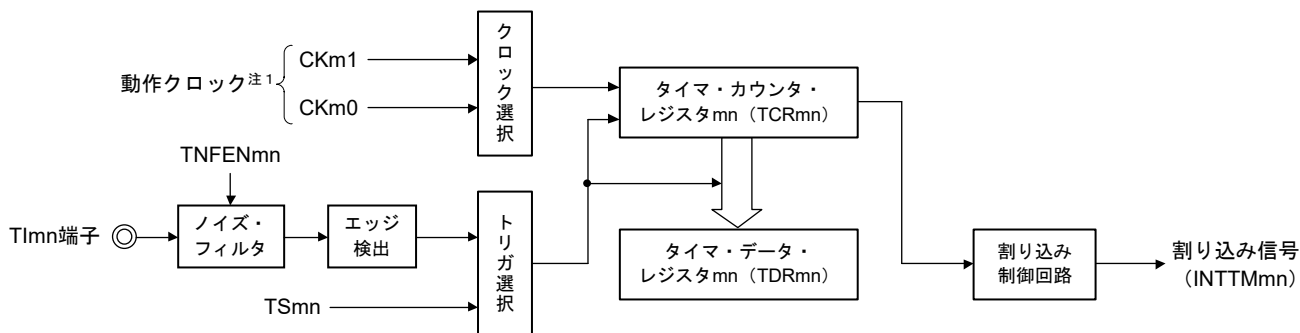 動作クロック注1
CKm1
CKm0
クロック選択
タイマ・カウンタ・
レジスタmn（TCRmn）
TNFENmn
TImn端子
ノイズ・
フィルタ
エッジ
検出
トリガ選択
TSmn
タイマ・データ・
レジスタmn（TDRmn）
割り込み
制御回路
割り込み信号
（INTTMmn）